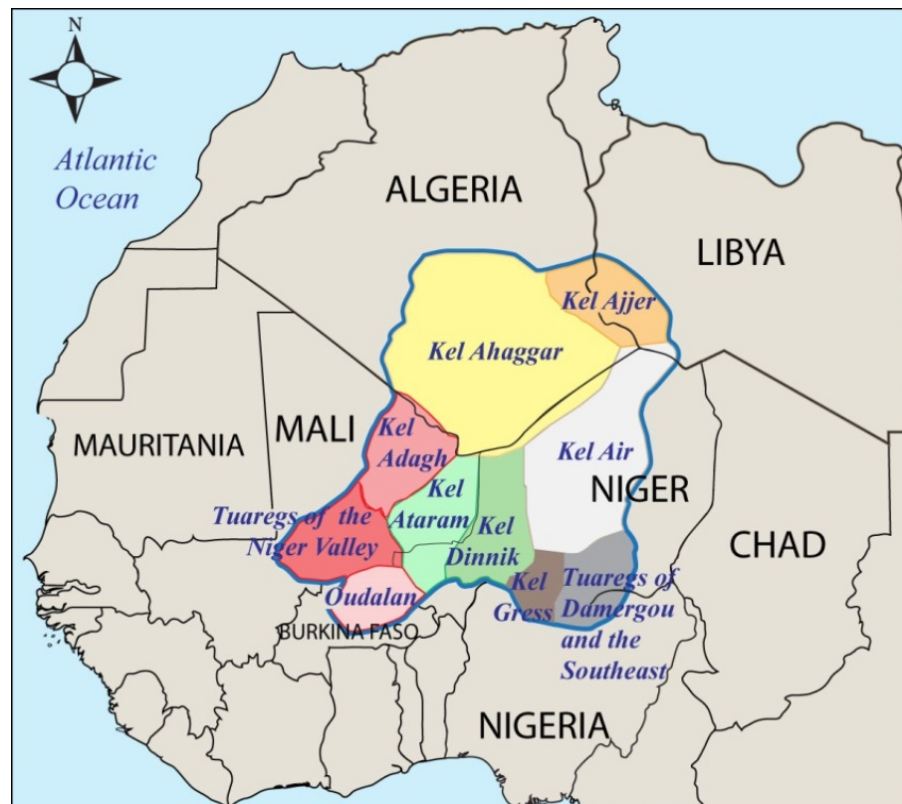 N
Atlantic
Ocean
ALGERIA
LIBYA
Kel Ajjer
Kel Ahaggar
MAURITANIA
MALI
Kel
Adagh
Kel Air
NIGER
Kel
Ataram
Tuaregs of the
Niger Valley
Kel
Dinnik
CHAD
Oudalan
Kel
Gress
Tuaregs of
Damergou
and the
Southeast
BURKINA FASO
NIGERIA